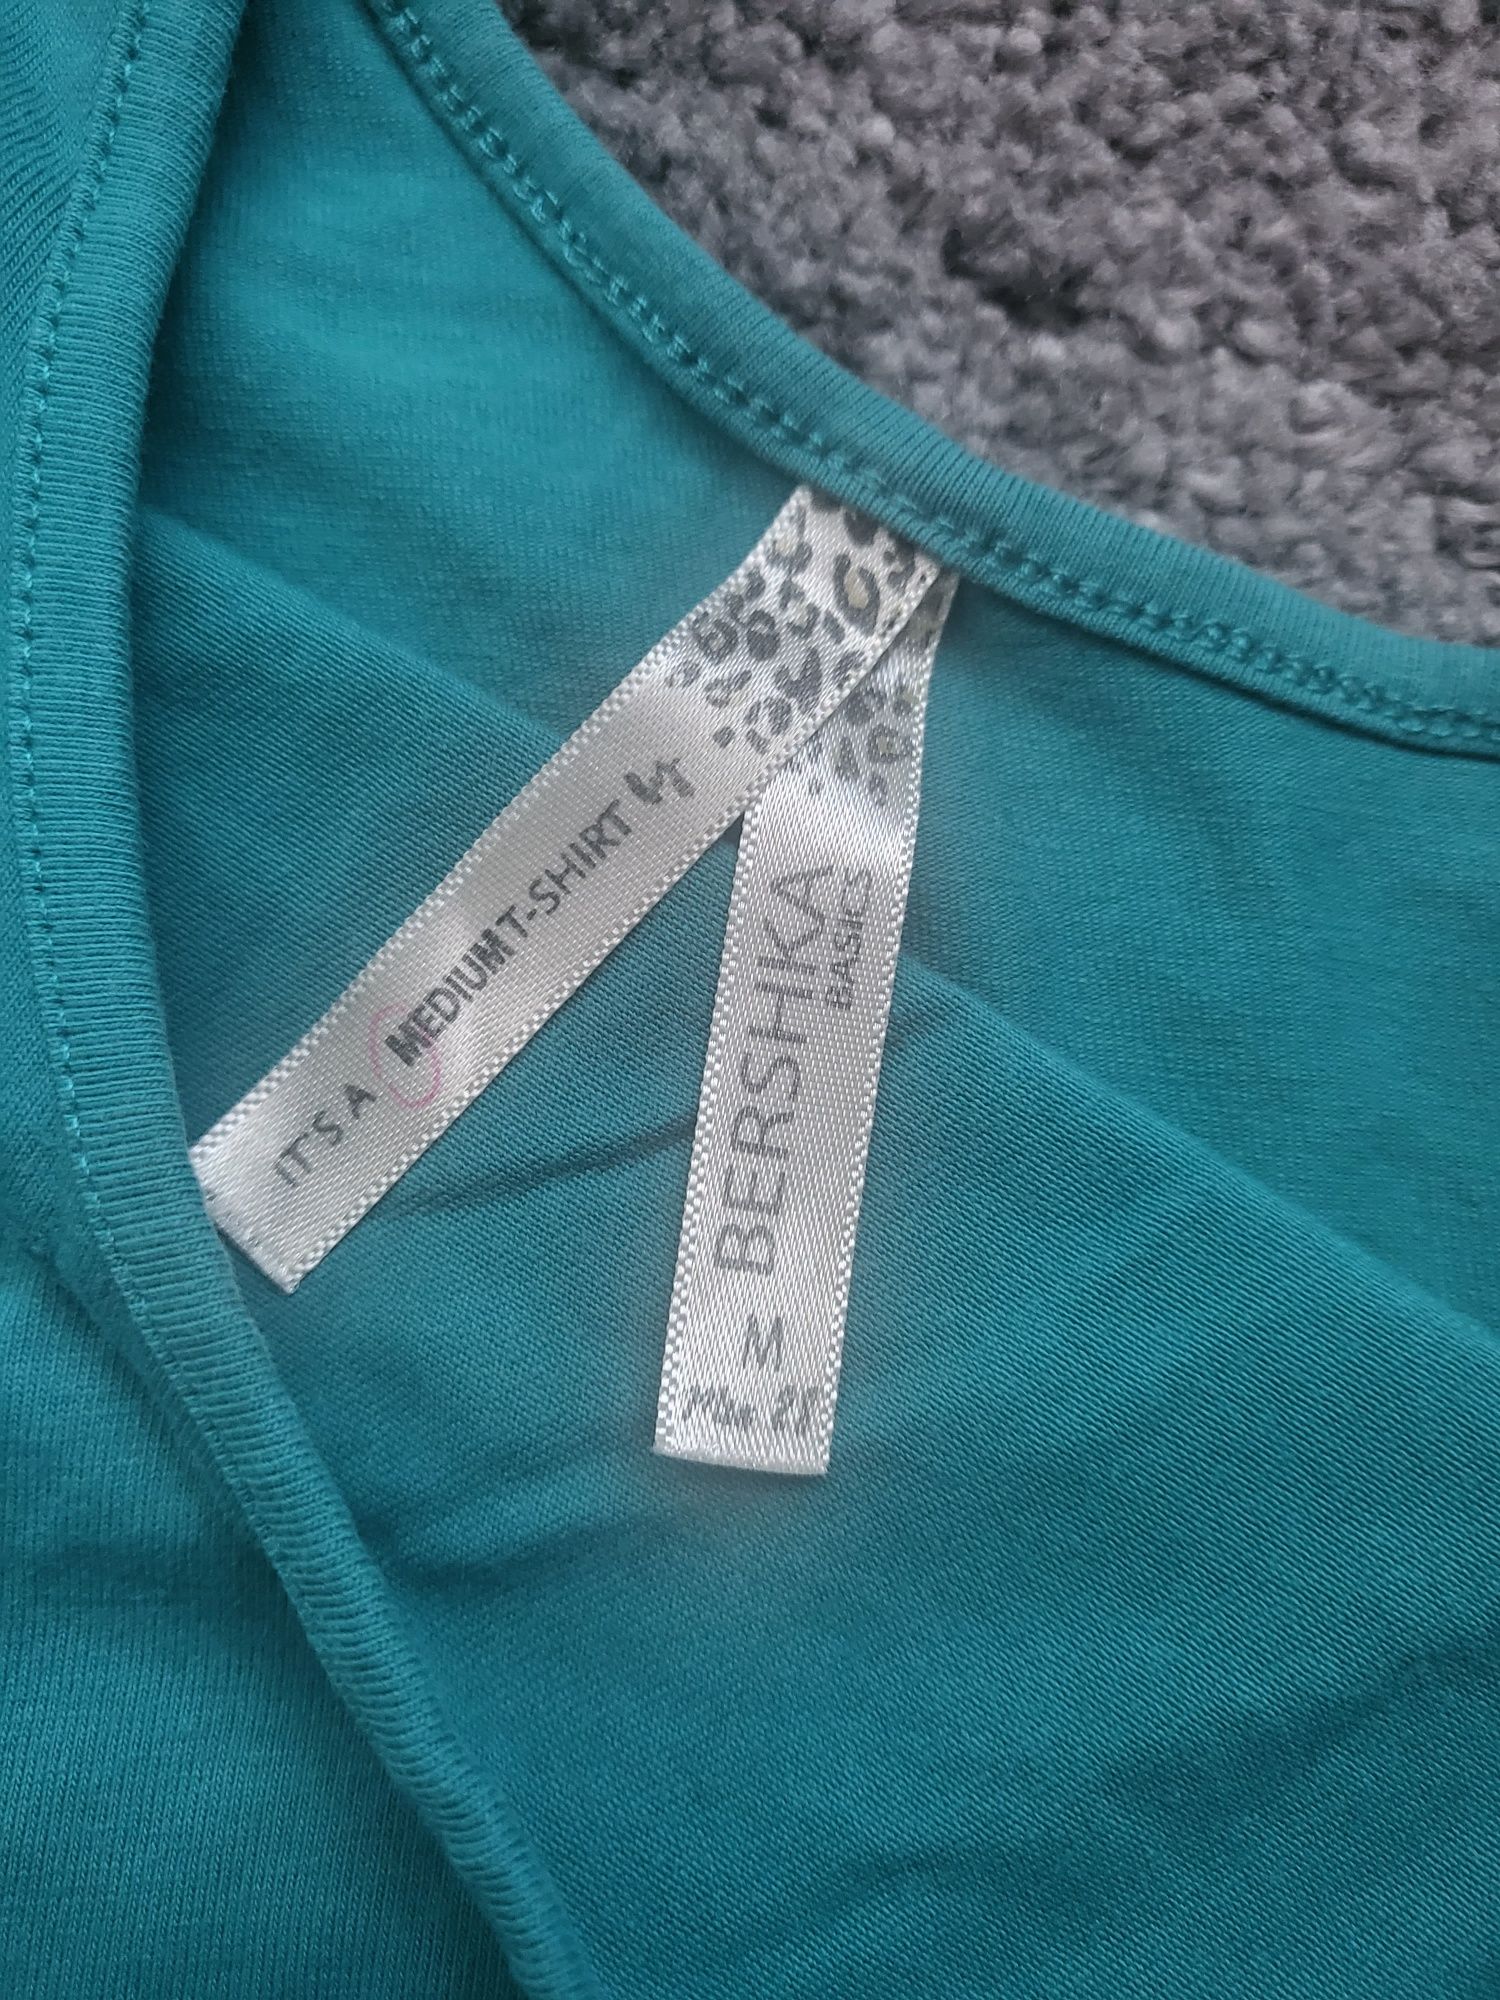 IT'S A MEDIUM T-SHIRT
BERSHKA
BASICS
M